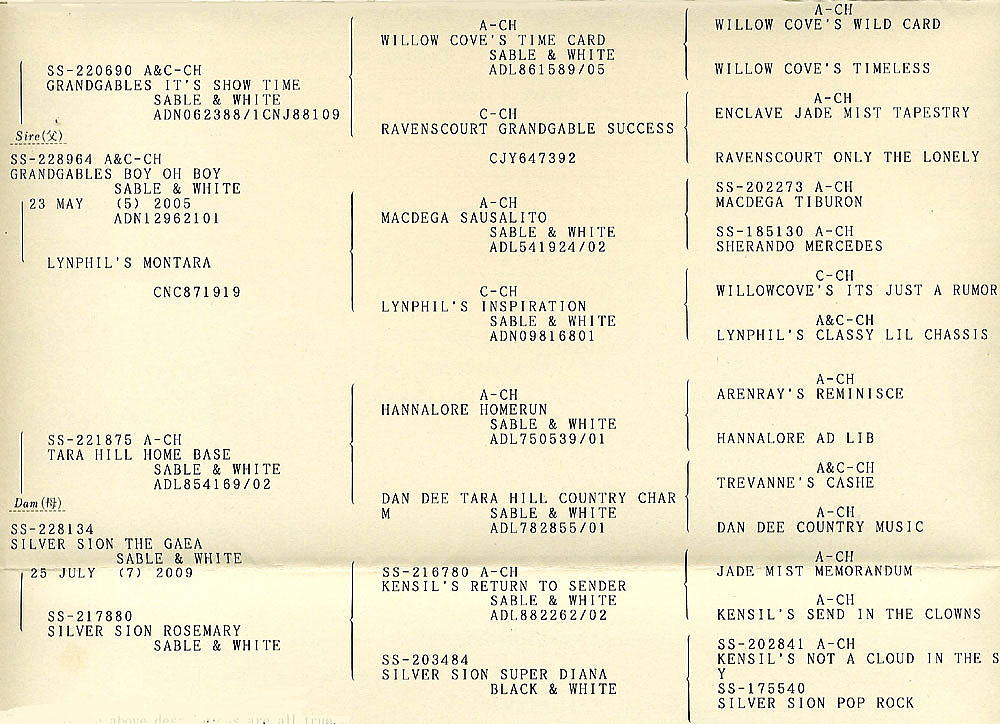 SS-220690 A&C-CH
GRANDGABLES IT'S SHOW TIME
SABLE & WHITE
ADN062388/1CNJ88109
Sire(父)
SS-228964 A&C-CH
GRANDGABLES BOY OH BOY
SABLE & WHITE
23 MAY (5) 2005
ADN12962101
LYNPHIL'S MONTARA
CNC871919
SS-221875 A-CH
TARA HILL HOME BASE
SABLE & WHITE
ADL854169/02
Dam(母)
SS-228134
SILVER SION THE GAEA
SABLE & WHITE
25 JULY (7) 2009
SS-217880
SILVER SION ROSEMARY
SABLE & WHITE
A-CH
WILLOW COVE'S TIME CARD
SABLE & WHITE
ADL861589/05
C-CH
RAVENSCOURT GRANDGABLE SUCCESS
CJY647392
A-CH
MACDEGA SAUSALITO
SABLE & WHITE
ADL541924/02
C-CH
LYNPHIL'S INSPIRATION
SABLE & WHITE
ADN09816801
A-CH
HANNALORE HOMERUN
SABLE & WHITE
ADL750539/01
DAN DEE TARA HILL COUNTRY CHAR
M SABLE & WHITE
ADL782855/01
SS-216780 A-CH
KENSIL'S RETURN TO SENDER
SABLE & WHITE
ADL882262/02
SS-203484
SILVER SION SUPER DIANA
BLACK & WHITE
A-CH
WILLOW COVE'S WILD CARD
WILLOW COVE'S TIMELESS
A-CH
ENCLAVE JADE MIST TAPESTRY
RAVENSCOURT ONLY THE LONELY
SS-202273 A-CH
MACDEGA TIBURON
SS-185130 A-CH
SHERANDO MERCEDES
C-CH
WILLOWCOVE'S ITS JUST A RUMOR
A&C-CH
LYNPHIL'S CLASSY LIL CHASSIS
A-CH
ARENRAY'S REMINISCE
HANNALORE AD LIB
A&C-CH
TREVANNE'S CASHE
A-CH
DAN DEE COUNTRY MUSIC
A-CH
JADE MIST MEMORANDUM
A-CH
KENSIL'S SEND IN THE CLOWNS
SS-202841 A-CH
KENSIL'S NOT A CLOUD IN THE S
Y
SS-175540
SILVER SION POP ROCK
above are all true.